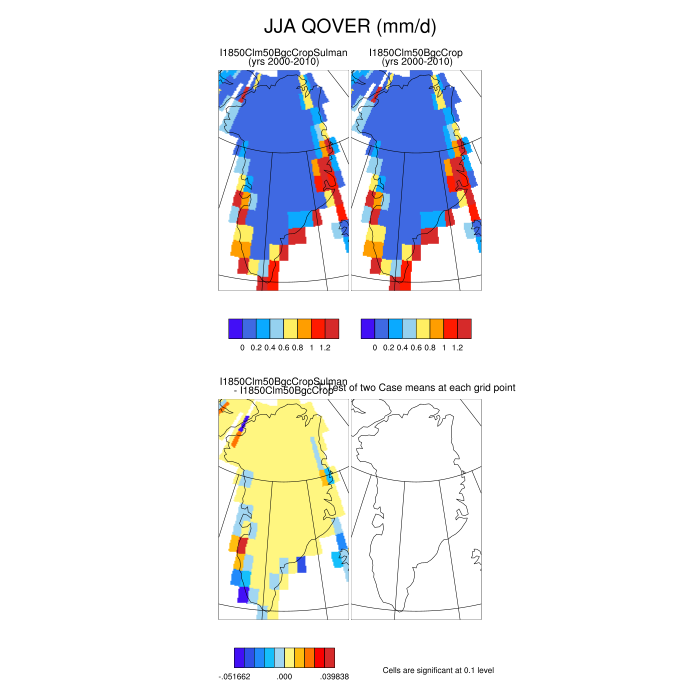 JJA QOVER (mm/d)
I1850Clm50BgcCropSulman
(yrs 2000-2010)
I1850Clm50BgcCrop
(yrs 2000-2010)
0 0.2 0.4 0.6 0.8 1 1.2
0 0.2 0.4 0.6 0.8 1 1.2
I1850Clm50BgcCropSulman
- I1850Clm50BgcCrop
Test of two Case means at each grid point
-.051662 .000 .039838
Cells are significant at 0.1 level